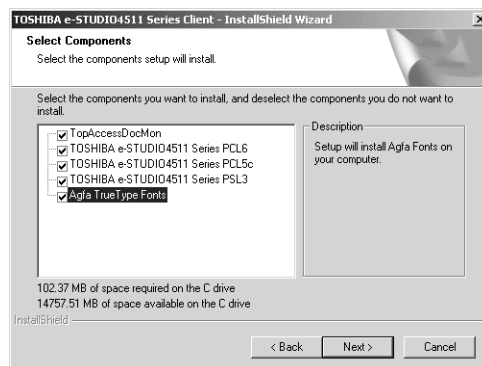 TOSHIBA e-STUDIO4511 Series Client - InstallShield Wizard
Select Components
Select the components setup will install.
Select the components you want to install, and deselect the components you do not want to
install.
TopAccessDocMon
TOSHIBA e-STUDIO4511 Series PCL6
TOSHIBA e-STUDIO4511 Series PCL5c
TOSHIBA e-STUDIO4511 Series PSL3
Agfa TrueType Fonts
Description
Setup will install Agfa Fonts on
your computer.
102.37 MB of space required on the C drive
14757.51 MB of space available on the C drive
InstallShield
< Back
Next >
Cancel